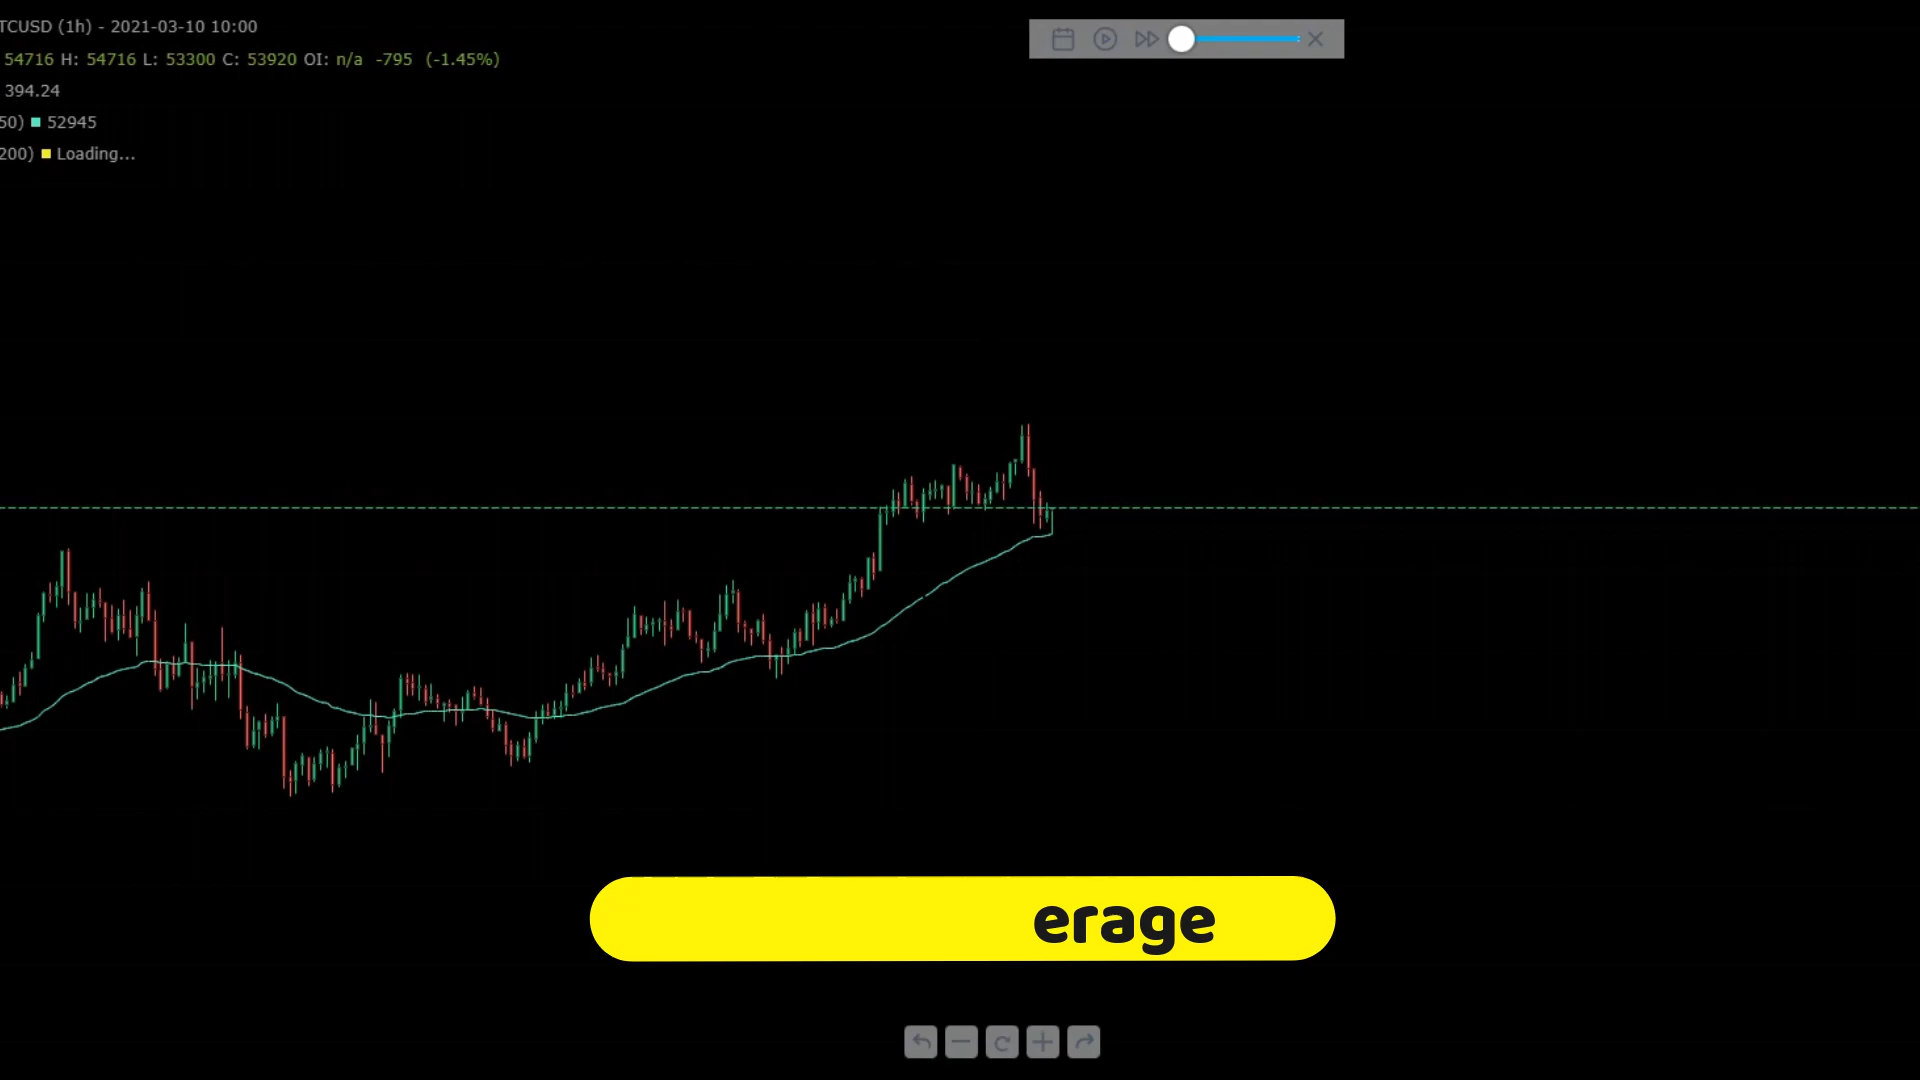 TCUSD (1h) - 2021-03-10 10:00
54716 H: 54716 L: 53300 C: 53920 OI: n/a -795 (-1.45%)
394.24
50) 52945
200) Loading...
erage